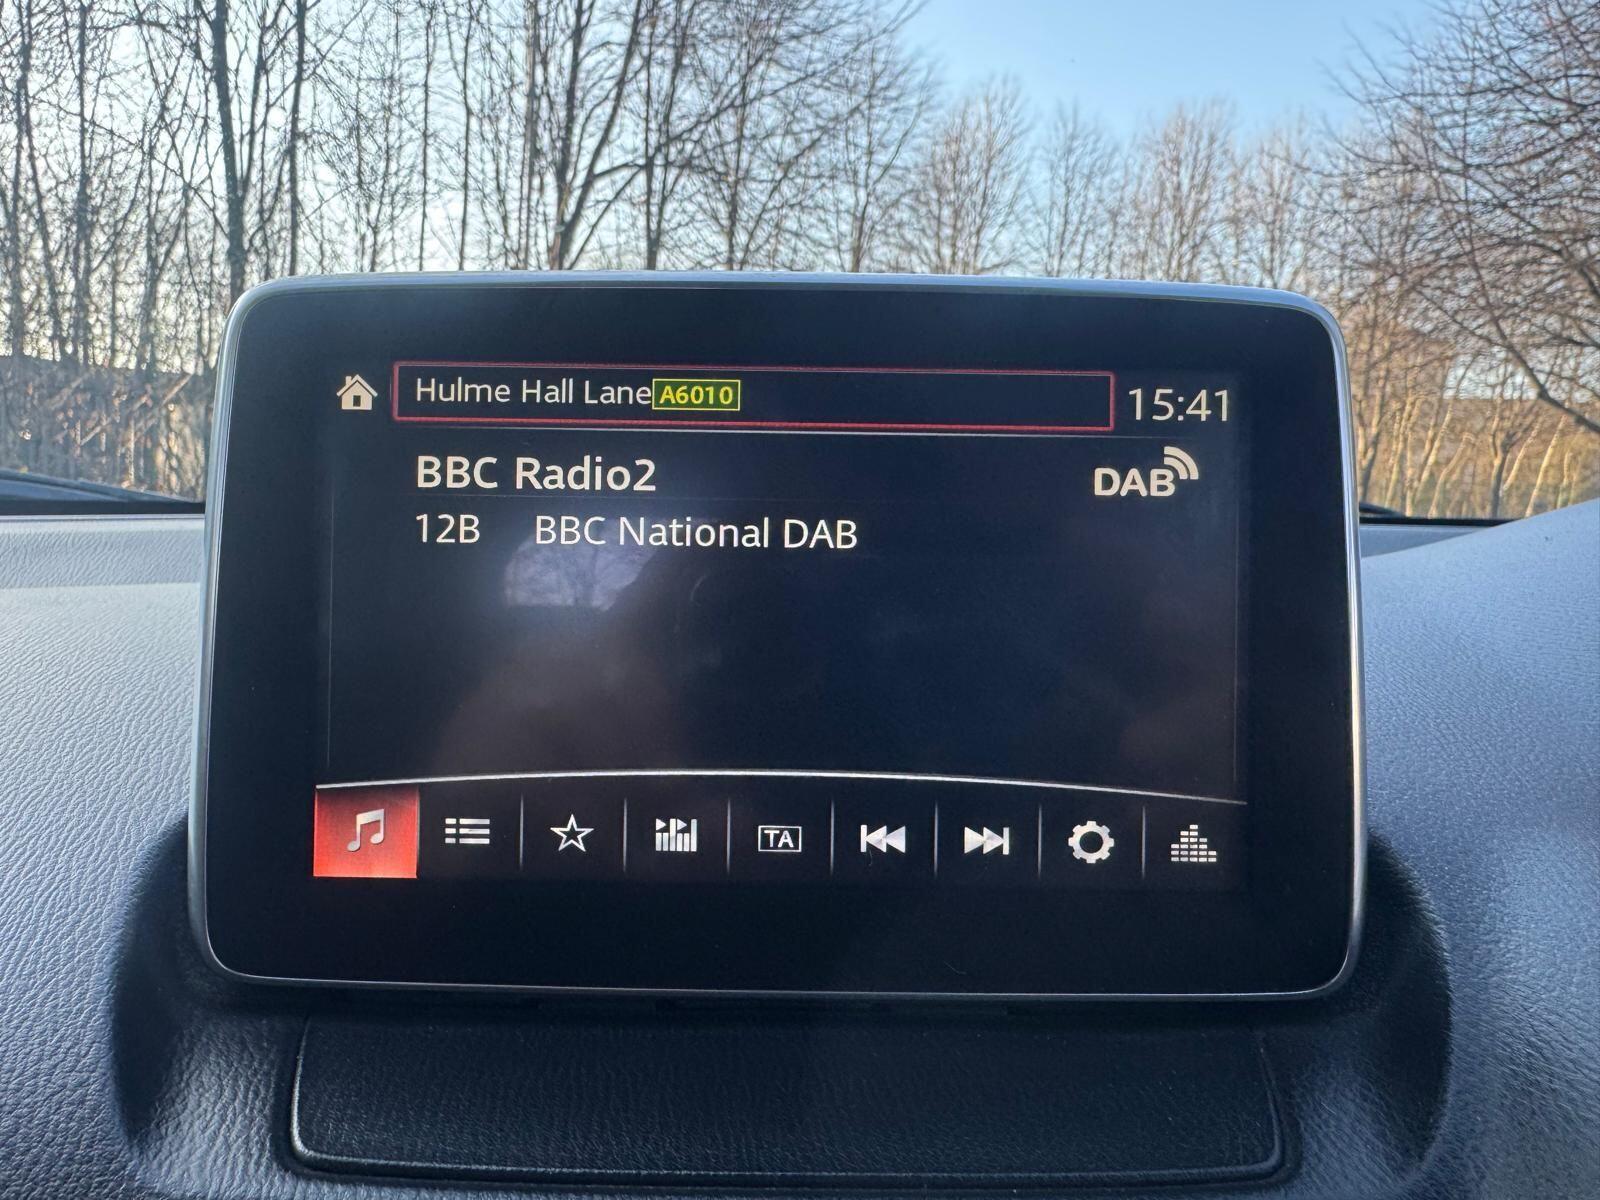 Hulme Hall Lane A6010
15:41
BBC Radio2
DAB
12B BBC National DAB
TA